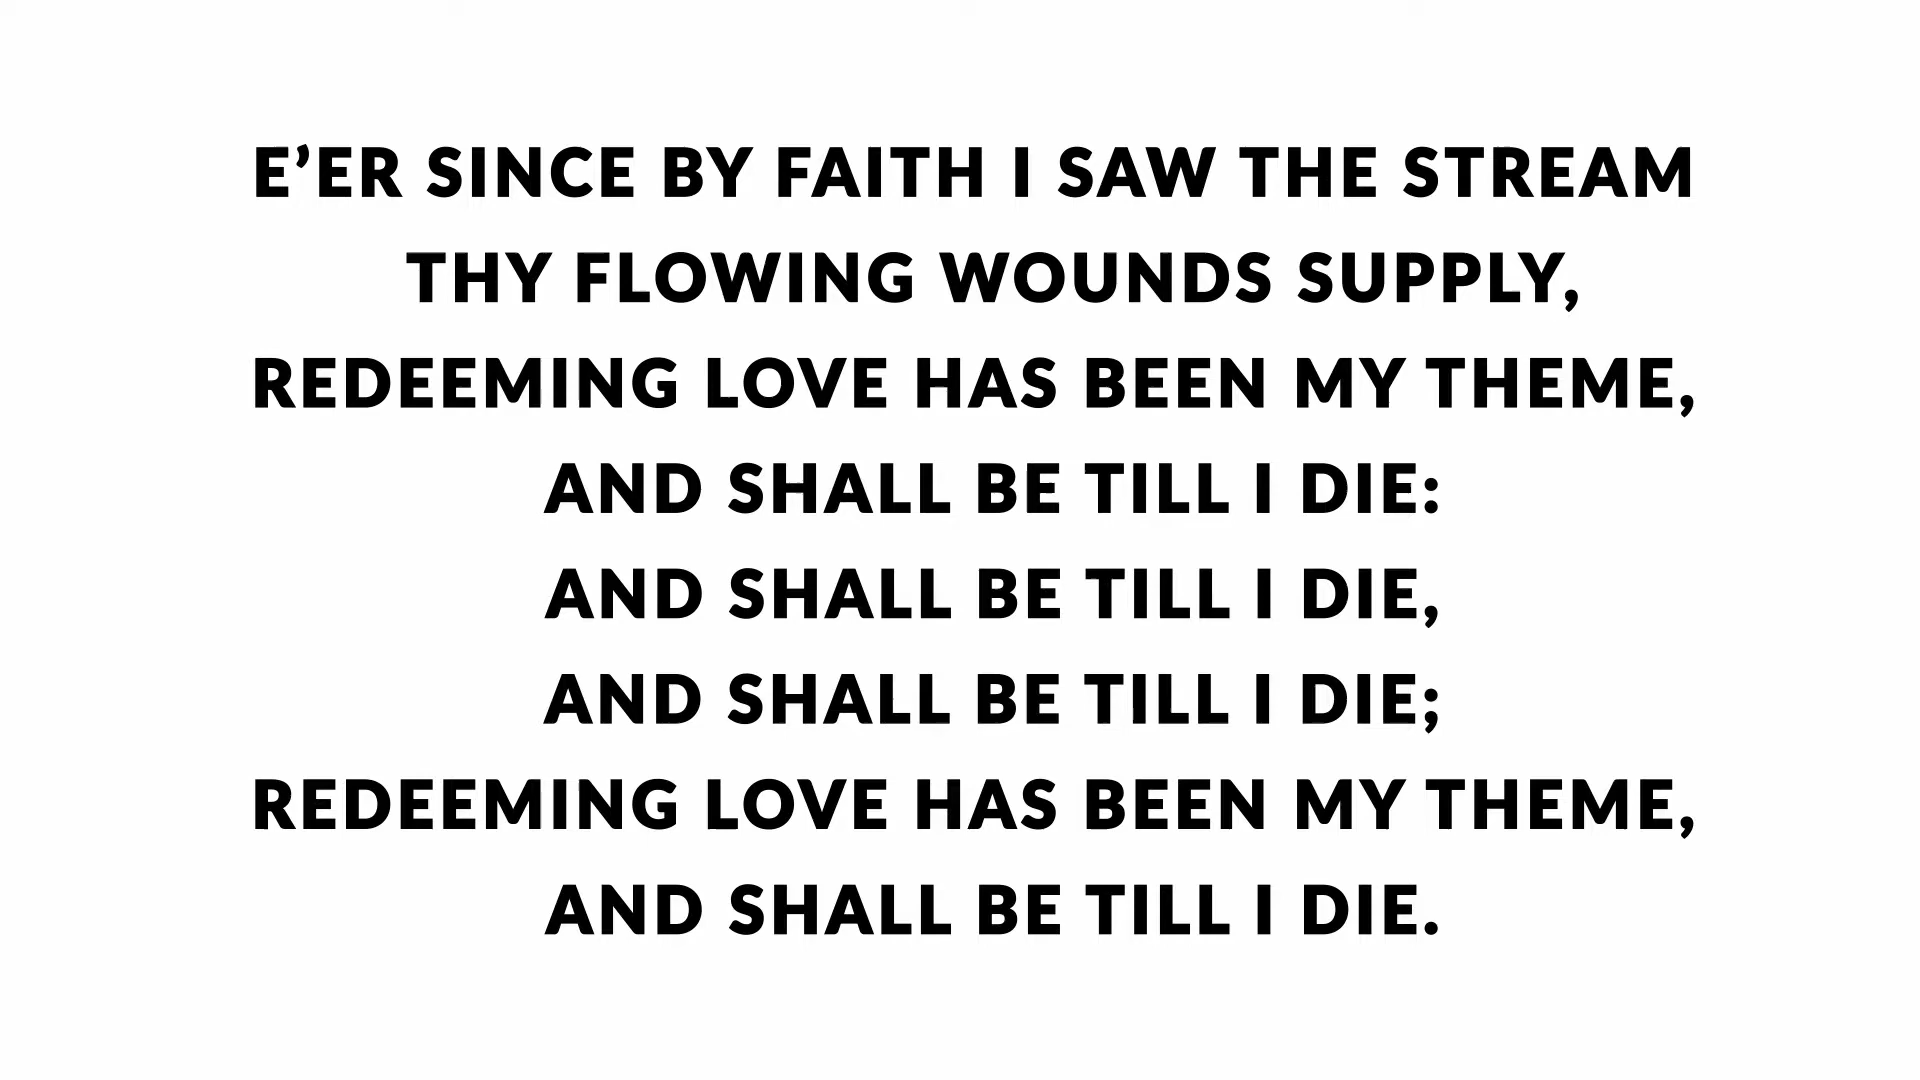 E’ER SINCE BY FAITH I SAW THE STREAM
THY FLOWING WOUNDS SUPPLY,
REDEEMING LOVE HAS BEEN MY THEME,
AND SHALL BE TILL I DIE:
AND SHALL BE TILL I DIE,
AND SHALL BE TILL I DIE;
REDEEMING LOVE HAS BEEN MY THEME,
AND SHALL BE TILL I DIE.